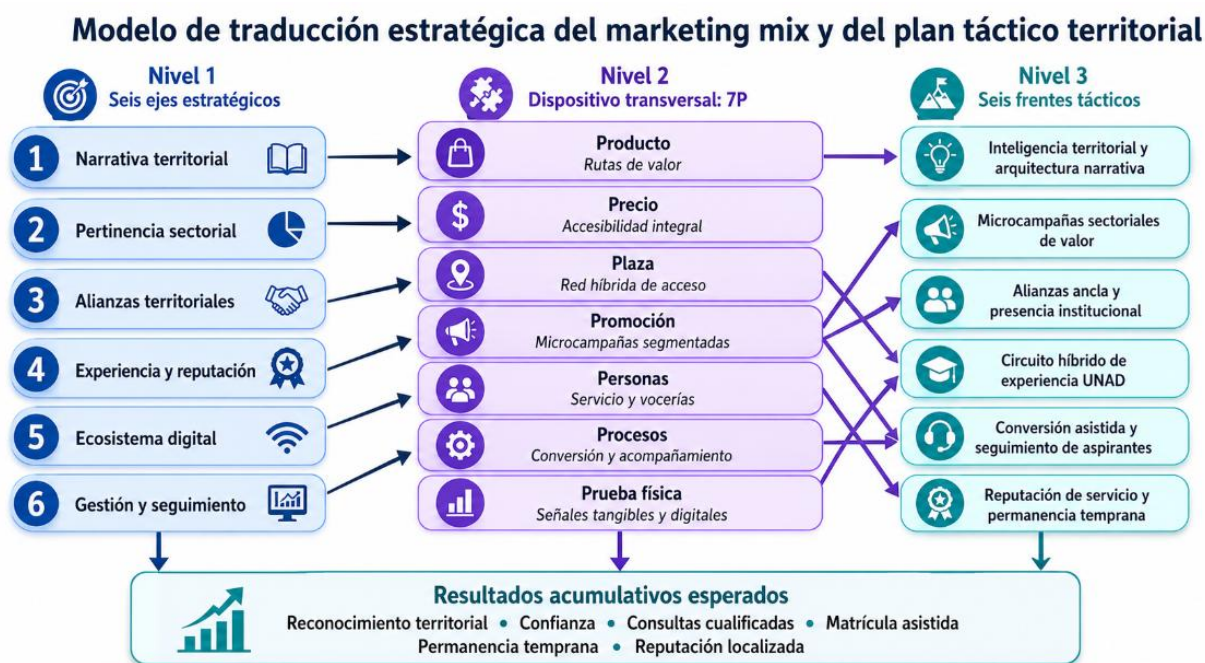 Modelo de traducción estratégica del marketing mix y del plan táctico territorial
Nivel 1
Seis ejes estratégicos
1 Narrativa territorial
2 Pertinencia sectorial
3 Alianzas territoriales
4 Experiencia y reputación
5 Ecosistema digital
6 Gestión y seguimiento
Nivel 2
Dispositivo transversal: 7P
Producto
Rutas de valor
$
Precio
Accesibilidad integral
Plaza
Red híbrida de acceso
Promoción
Microcampañas segmentadas
Personas
Servicio y vocerías
Procesos
Conversión y acompañamiento
Prueba física
Señales tangibles y digitales
Nivel 3
Seis frentes tácticos
Inteligencia territorial y
arquitectura narrativa
Microcampañas sectoriales
de valor
Alianzas ancla y
presencia institucional
Circuito híbrido de
experiencia UNAD
Conversión asistida y
seguimiento de aspirantes
Reputación de servicio y
permanencia temprana
Resultados acumulativos esperados
Reconocimiento territorial • Confianza • Consultas cualificadas • Matrícula asistida
Permanencia temprana • Reputación localizada